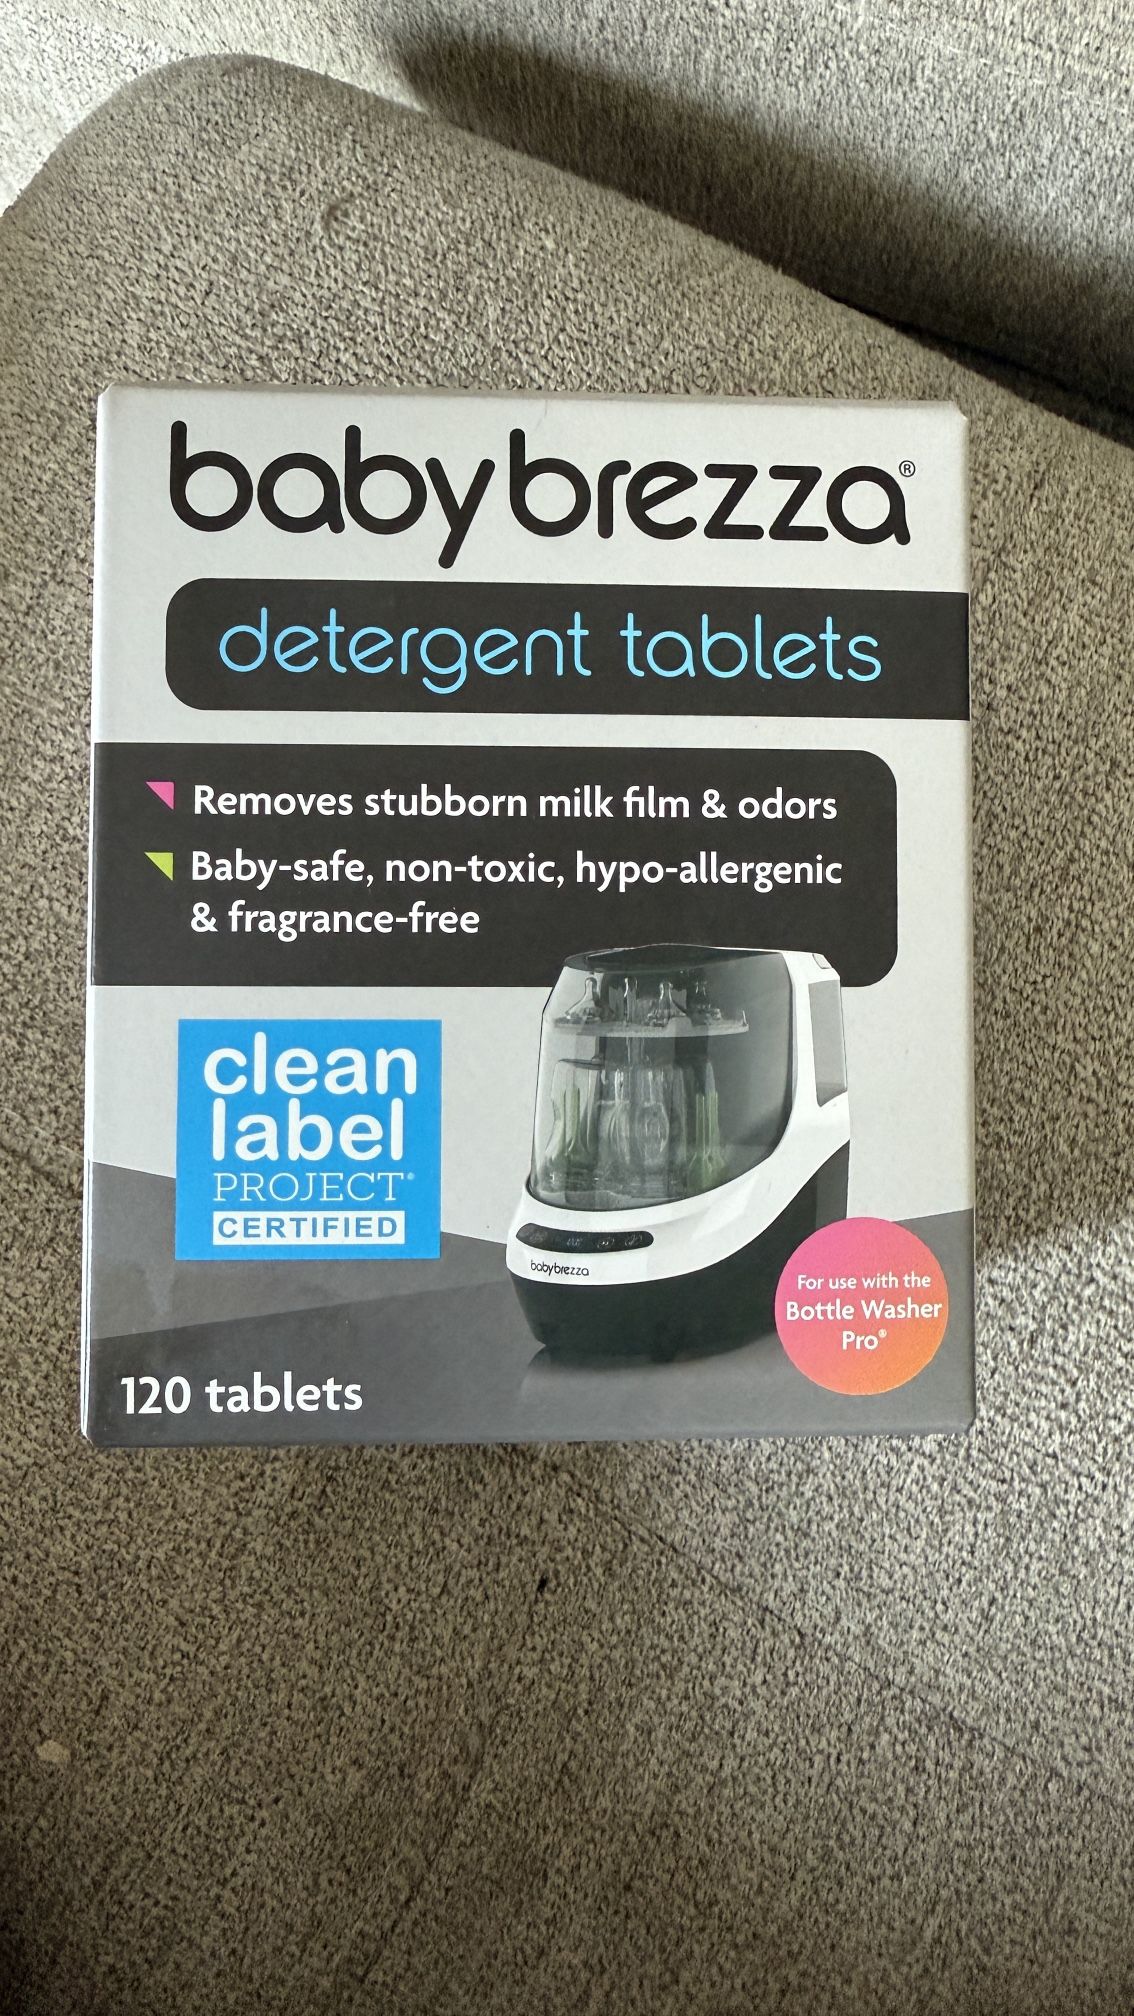 babybrezza®
detergent tablets
Removes stubborn milk film & odors
Baby-safe, non-toxic, hypo-allergenic
& fragrance-free
clean
label
PROJECT®
CERTIFIED
babybrezza
For use with the
Bottle Washer
Pro®
120 tablets